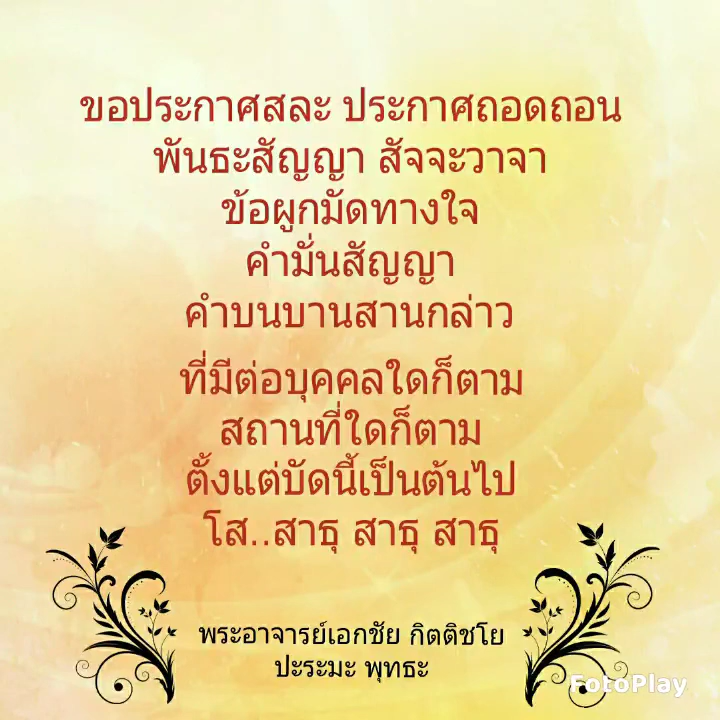 ขอประกาศสละ ประกาศถอดถอน
พันธะสัญญา สัจจะวาจา
ข้อผูกมัดทางใจ
คำมั่นสัญญา
คำบนบานสานกล่าว
ที่มีต่อบุคคลใดก็ตาม
สถานที่ใดก็ตาม
ตั้งแต่บัดนี้เป็นต้นไป
โส..สาธุ สาธุ สาธุ
พระอาจารย์เอกชัย กิตติชโย
ปะระมะ พุทธะ
FotoPlay